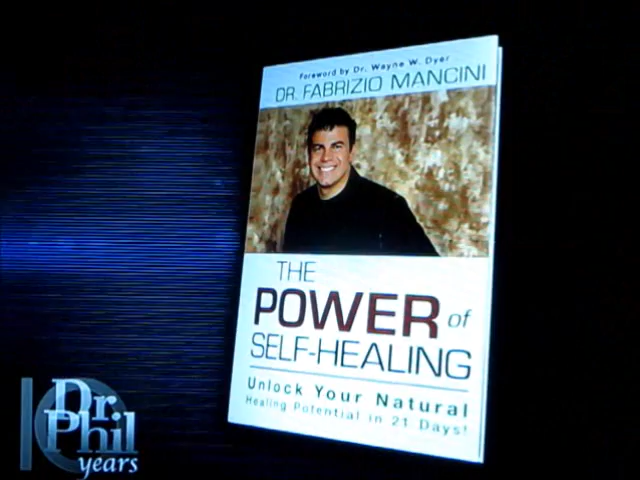 Foreword by Dr. Wayne W. Dyer
DR. FABRIZIO MANCINI
THE
POWER of
SELF-HEALING
Unlock Your Natural
Healing Potential in 21 Days!
Dr.
Phil
years